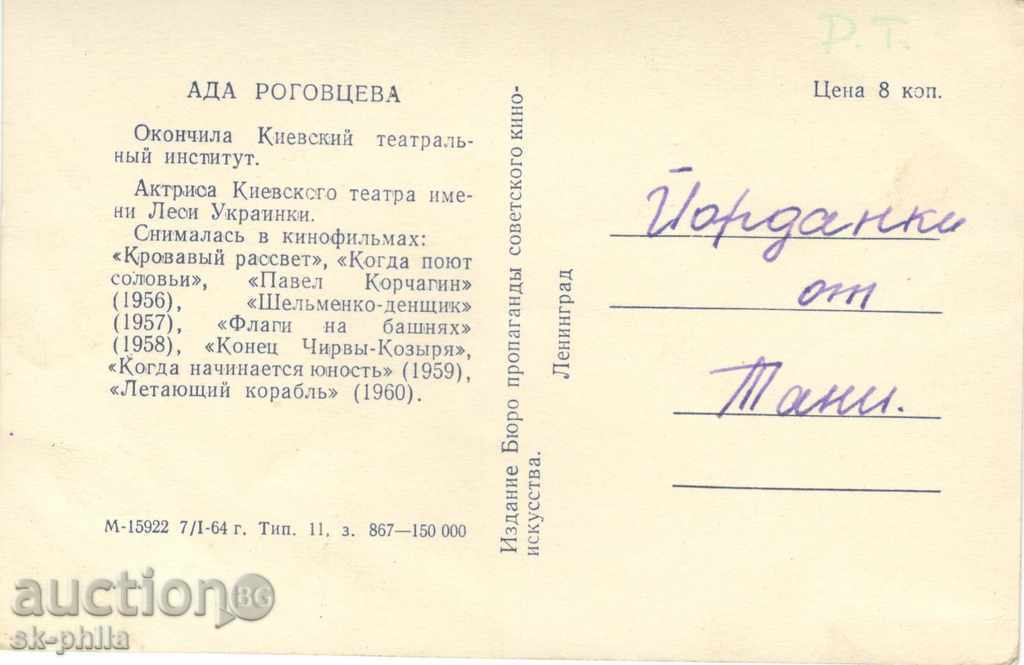 Р.Т.
АДА РОГОВЦЕВА
Окончила Киевский театраль-
ный институт.
Актриса Киевского театра име-
ни Леси Украинки.
Снималась в кинофильмах:
«Кровавый рассвет», «Когда поют
соловьи», «Павел Корчагин»
(1956), «Шельменко-денщик»
(1957), «Флаги на башнях»
(1958), «Конец Чирвы-Козыря»,
«Когда начинается юность» (1959),
«Летающий корабль» (1960).
М-15922 7/I-64 г. Тип. 11, з. 867—150 000
Издание Бюро пропаганды советского кино-
искусства.
Ленинград
Цена 8 коп.
Йорданки
от
Тани.
auction BG
sk-philla